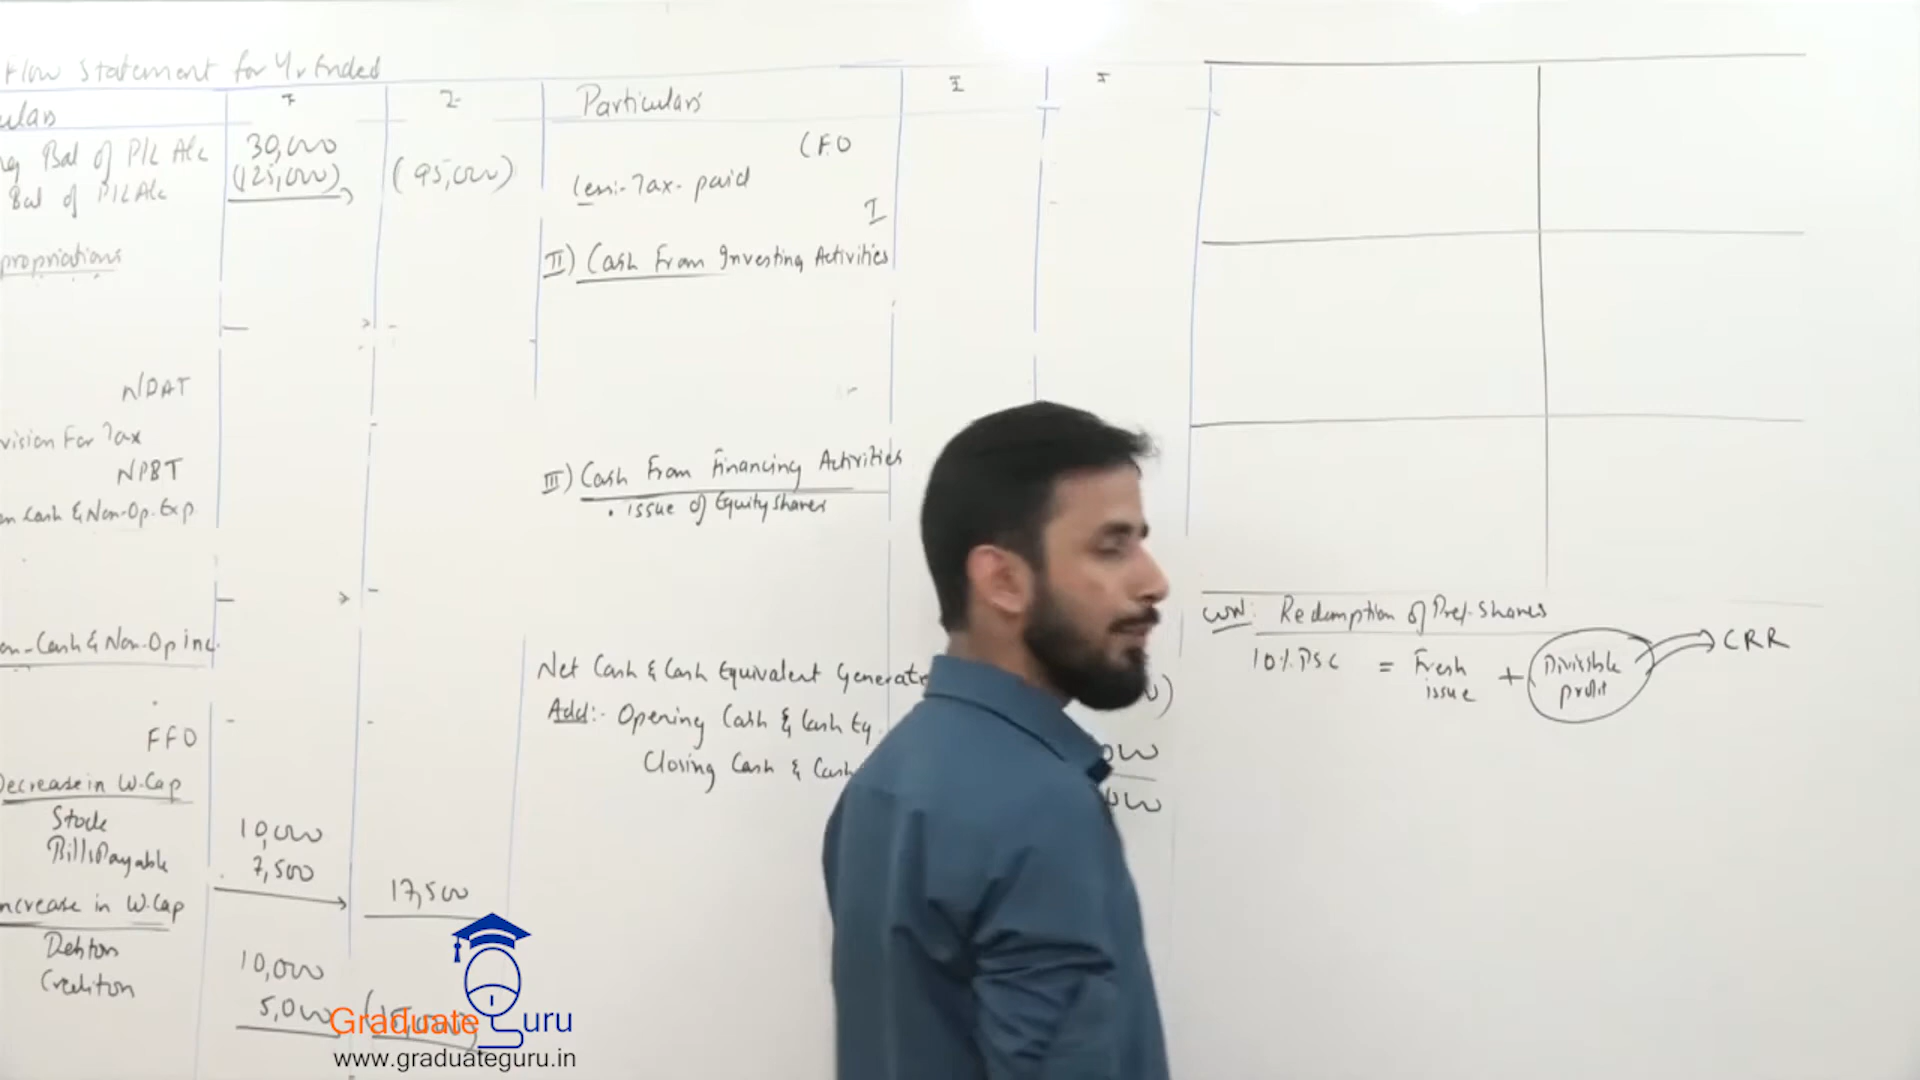 Flow Statement for Yr Ended
Bal of P/L A/c 30,000
Bal of P/L A/c (125,000) (95,000)
propriations
NPAT
vision For Tax
NPBT
on Cash & Non-Op. Exp.
on-Cash & Non-Op inc.
FFO
Decrease in W.Cap
Stock 10,000
Bills Payable 7,500
17,500
ncrease in W.Cap
Debtors 10,000
Creditors 5,000
Particulars
CFO
Less:- Tax paid
I
II) Cash From Investing Activities
III) Cash From Financing Activities
. issue of Equity Shares
Net Cash & Cash Equivalent Generate
Add:- Opening Cash & Cash Eq.
Closing Cash & Cash
WN: Redemption of Pref. Shares
10% PSC = Fresh issue + Divisible profit CRR
Graduate Guru
www.graduateguru.in